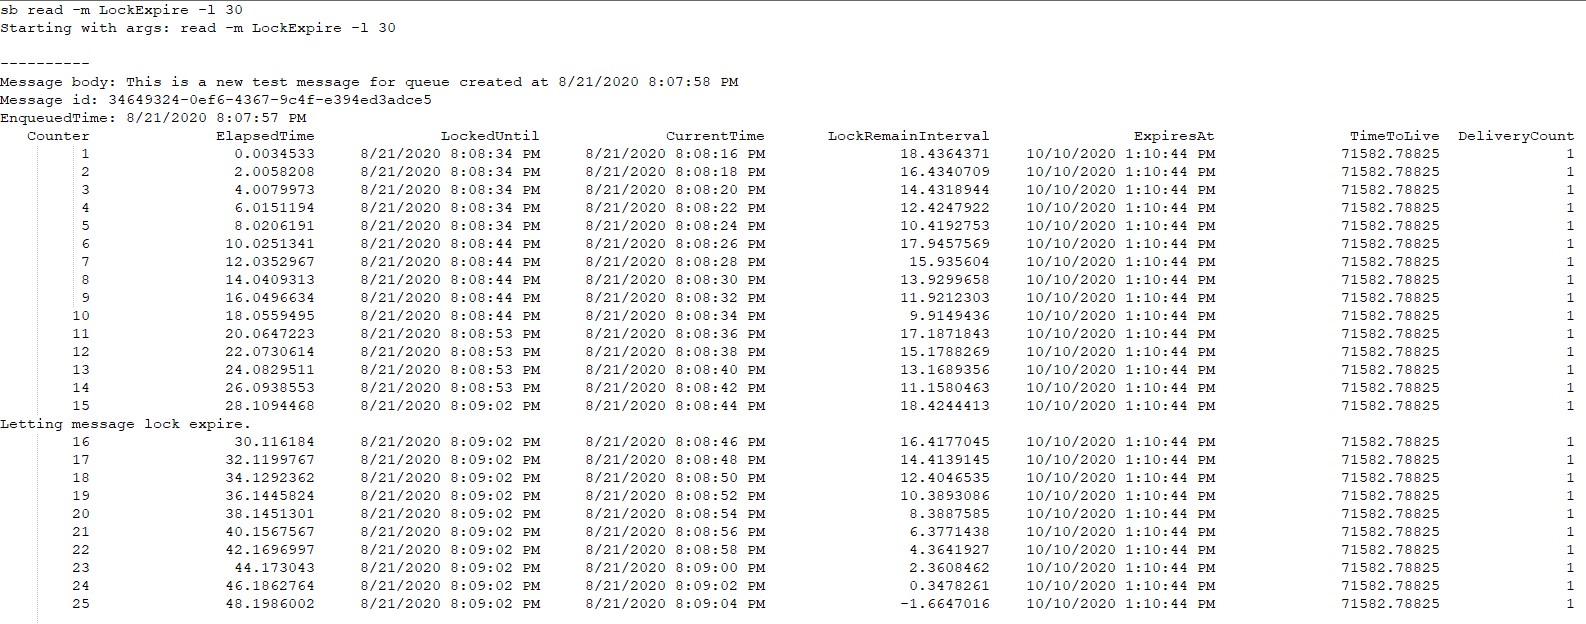 sb read -m LockExpire -l 30
Starting with args: read -m LockExpire -l 30
----------
Message body: This is a new test message for queue created at 8/21/2020 8:07:58 PM
Message id: 34649324-0ef6-4367-9c4f-e394ed3adce5
EnqueuedTime: 8/21/2020 8:07:57 PM
Counter ElapsedTime LockedUntil CurrentTime LockRemainInterval ExpiresAt TimeToLive DeliveryCount
1 0.0034533 8/21/2020 8:08:34 PM 8/21/2020 8:08:16 PM 18.4364371 10/10/2020 1:10:44 PM 71582.78825 1
2 2.0058208 8/21/2020 8:08:34 PM 8/21/2020 8:08:18 PM 16.4340709 10/10/2020 1:10:44 PM 71582.78825 1
3 4.0079973 8/21/2020 8:08:34 PM 8/21/2020 8:08:20 PM 14.4318944 10/10/2020 1:10:44 PM 71582.78825 1
4 6.0151194 8/21/2020 8:08:34 PM 8/21/2020 8:08:22 PM 12.4247922 10/10/2020 1:10:44 PM 71582.78825 1
5 8.0206191 8/21/2020 8:08:34 PM 8/21/2020 8:08:24 PM 10.4192753 10/10/2020 1:10:44 PM 71582.78825 1
6 10.0251341 8/21/2020 8:08:44 PM 8/21/2020 8:08:26 PM 17.9457569 10/10/2020 1:10:44 PM 71582.78825 1
7 12.0352967 8/21/2020 8:08:44 PM 8/21/2020 8:08:28 PM 15.935604 10/10/2020 1:10:44 PM 71582.78825 1
8 14.0409313 8/21/2020 8:08:44 PM 8/21/2020 8:08:30 PM 13.9299658 10/10/2020 1:10:44 PM 71582.78825 1
9 16.0496634 8/21/2020 8:08:44 PM 8/21/2020 8:08:32 PM 11.9212303 10/10/2020 1:10:44 PM 71582.78825 1
10 18.0559495 8/21/2020 8:08:44 PM 8/21/2020 8:08:34 PM 9.9149436 10/10/2020 1:10:44 PM 71582.78825 1
11 20.0647223 8/21/2020 8:08:53 PM 8/21/2020 8:08:36 PM 17.1871843 10/10/2020 1:10:44 PM 71582.78825 1
12 22.0730614 8/21/2020 8:08:53 PM 8/21/2020 8:08:38 PM 15.1788269 10/10/2020 1:10:44 PM 71582.78825 1
13 24.0829511 8/21/2020 8:08:53 PM 8/21/2020 8:08:40 PM 13.1689356 10/10/2020 1:10:44 PM 71582.78825 1
14 26.0938553 8/21/2020 8:08:53 PM 8/21/2020 8:08:42 PM 11.1580463 10/10/2020 1:10:44 PM 71582.78825 1
15 28.1094468 8/21/2020 8:09:02 PM 8/21/2020 8:08:44 PM 18.4244413 10/10/2020 1:10:44 PM 71582.78825 1
Letting message lock expire.
16 30.116184 8/21/2020 8:09:02 PM 8/21/2020 8:08:46 PM 16.4177045 10/10/2020 1:10:44 PM 71582.78825 1
17 32.1199767 8/21/2020 8:09:02 PM 8/21/2020 8:08:48 PM 14.4139145 10/10/2020 1:10:44 PM 71582.78825 1
18 34.1292362 8/21/2020 8:09:02 PM 8/21/2020 8:08:50 PM 12.4046535 10/10/2020 1:10:44 PM 71582.78825 1
19 36.1445824 8/21/2020 8:09:02 PM 8/21/2020 8:08:52 PM 10.3893086 10/10/2020 1:10:44 PM 71582.78825 1
20 38.1451301 8/21/2020 8:09:02 PM 8/21/2020 8:08:54 PM 8.3887585 10/10/2020 1:10:44 PM 71582.78825 1
21 40.1567567 8/21/2020 8:09:02 PM 8/21/2020 8:08:56 PM 6.3771438 10/10/2020 1:10:44 PM 71582.78825 1
22 42.1696997 8/21/2020 8:09:02 PM 8/21/2020 8:08:58 PM 4.3641927 10/10/2020 1:10:44 PM 71582.78825 1
23 44.173043 8/21/2020 8:09:02 PM 8/21/2020 8:09:00 PM 2.3608462 10/10/2020 1:10:44 PM 71582.78825 1
24 46.1862764 8/21/2020 8:09:02 PM 8/21/2020 8:09:02 PM 0.3478261 10/10/2020 1:10:44 PM 71582.78825 1
25 48.1986002 8/21/2020 8:09:02 PM 8/21/2020 8:09:04 PM -1.6647016 10/10/2020 1:10:44 PM 71582.78825 1